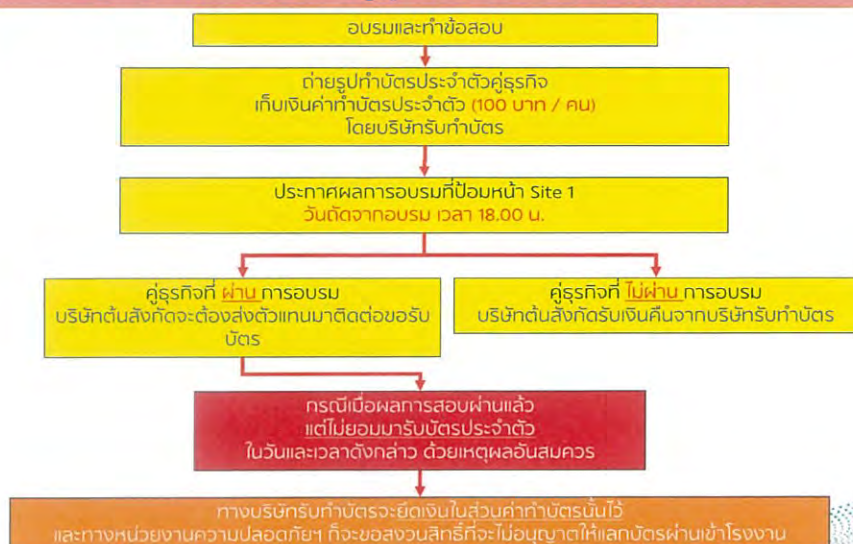 อบรมและทำข้อสอบ
ถ่ายรูปทำบัตรประจำตัวคู่ธุรกิจ
เก็บเงินค่าทำบัตรประจำตัว (100 บาท / คน)
โดยบริษัทรับทำบัตร
ประกาศผลการอบรมที่ป้อมหน้า Site 1
วันถัดจากอบรม เวลา 18.00 น.
คู่ธุรกิจที่ ผ่าน การอบรม
บริษัทต้นสังกัดจะต้องส่งตัวแทนมาติดต่อขอรับ
บัตร
คู่ธุรกิจที่ ไม่ผ่าน การอบรม
บริษัทต้นสังกัดรับเงินคืนจากบริษัทรับทำบัตร
กรณีเมื่อผลการสอบผ่านแล้ว
แต่ไม่ยอมมารับบัตรประจำตัว
ในวันและเวลาดังกล่าว ด้วยเหตุผลอันสมควร
ทางบริษัทรับทำบัตรจะยึดเงินในส่วนค่าทำบัตรนั้นไว้
และทางหน่วยงานความปลอดภัยฯ ก็จะขอสงวนสิทธิ์ที่จะไม่อนุญาตให้แลกบัตรผ่านเข้าโรงงาน